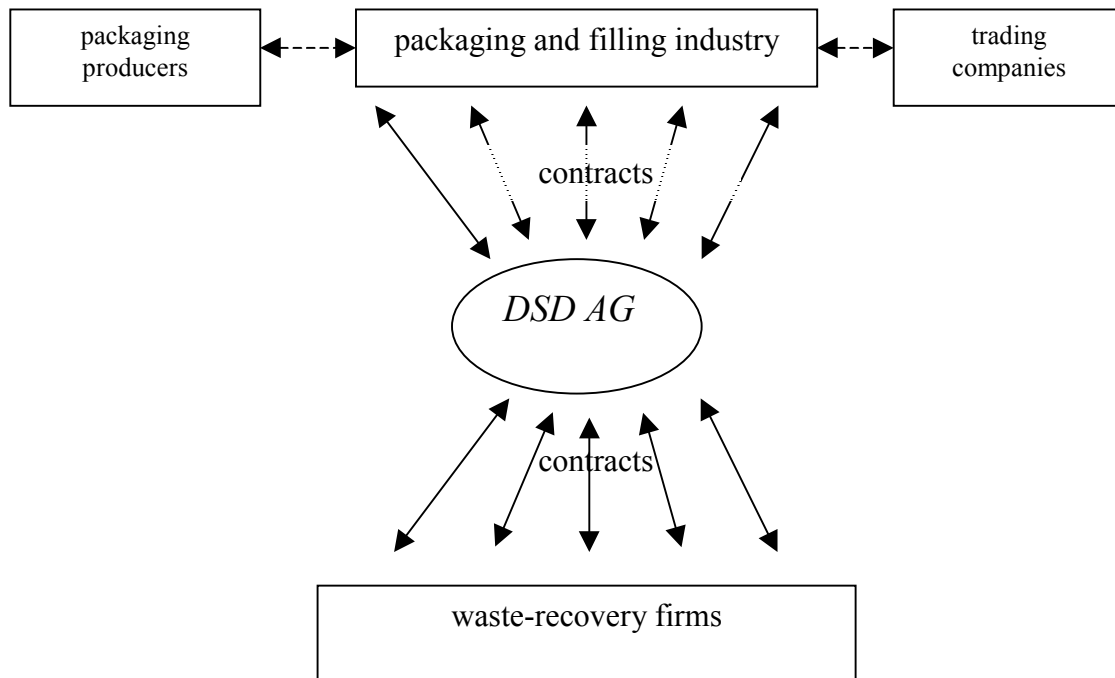 packaging
producers
packaging and filling industry
trading
companies
contracts
DSD AG
contracts
waste-recovery firms